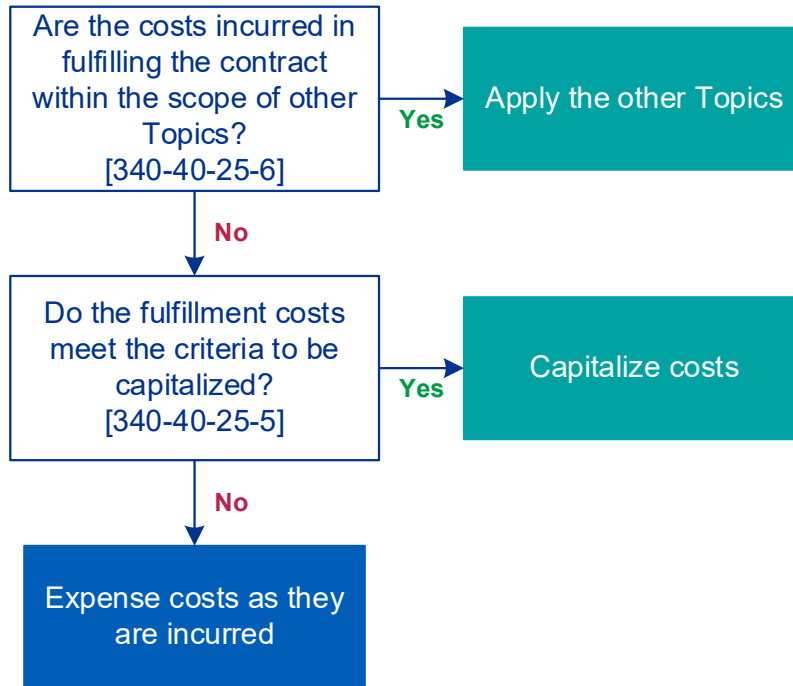 Are the costs incurred in
fulfilling the contract
within the scope of other
Topics?
[340-40-25-6]
Yes
Apply the other Topics
No
Do the fulfillment costs
meet the criteria to be
capitalized?
[340-40-25-5]
Yes
Capitalize costs
No
Expense costs as they
are incurred